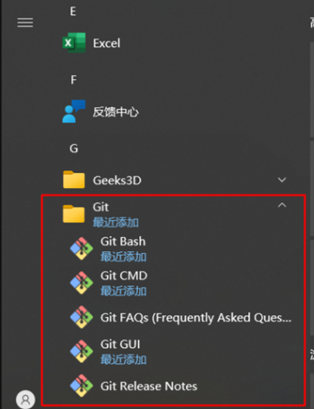 E
Excel
F
反馈中心
G
Geeks3D
Git
最近添加
Git Bash
最近添加
Git CMD
最近添加
Git FAQs (Frequently Asked Ques...
Git GUI
最近添加
Git Release Notes